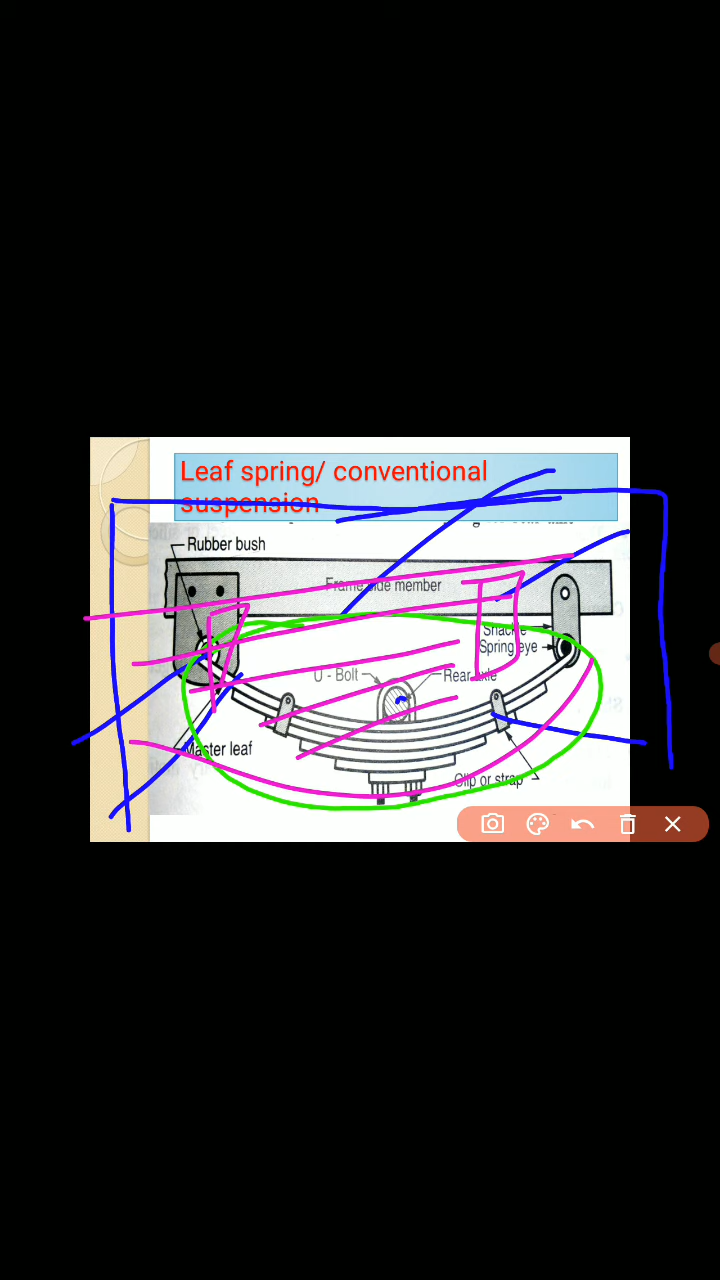 Leaf spring/ conventional
suspension
Rubber bush
Frame side member
Shackle
Spring eye
U - Bolt
Rear axle
Master leaf
Clip or strap